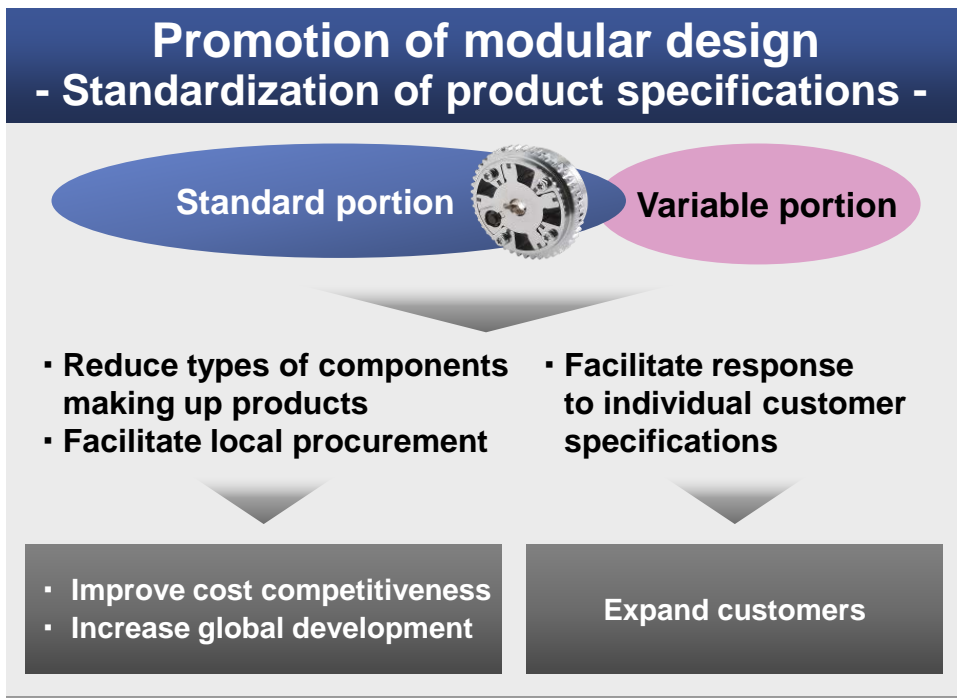 Promotion of modular design
- Standardization of product specifications -
Standard portion
Variable portion
・Reduce types of components
making up products
・Facilitate local procurement
・Facilitate response
to individual customer
specifications
・ Improve cost competitiveness
・ Increase global development
Expand customers